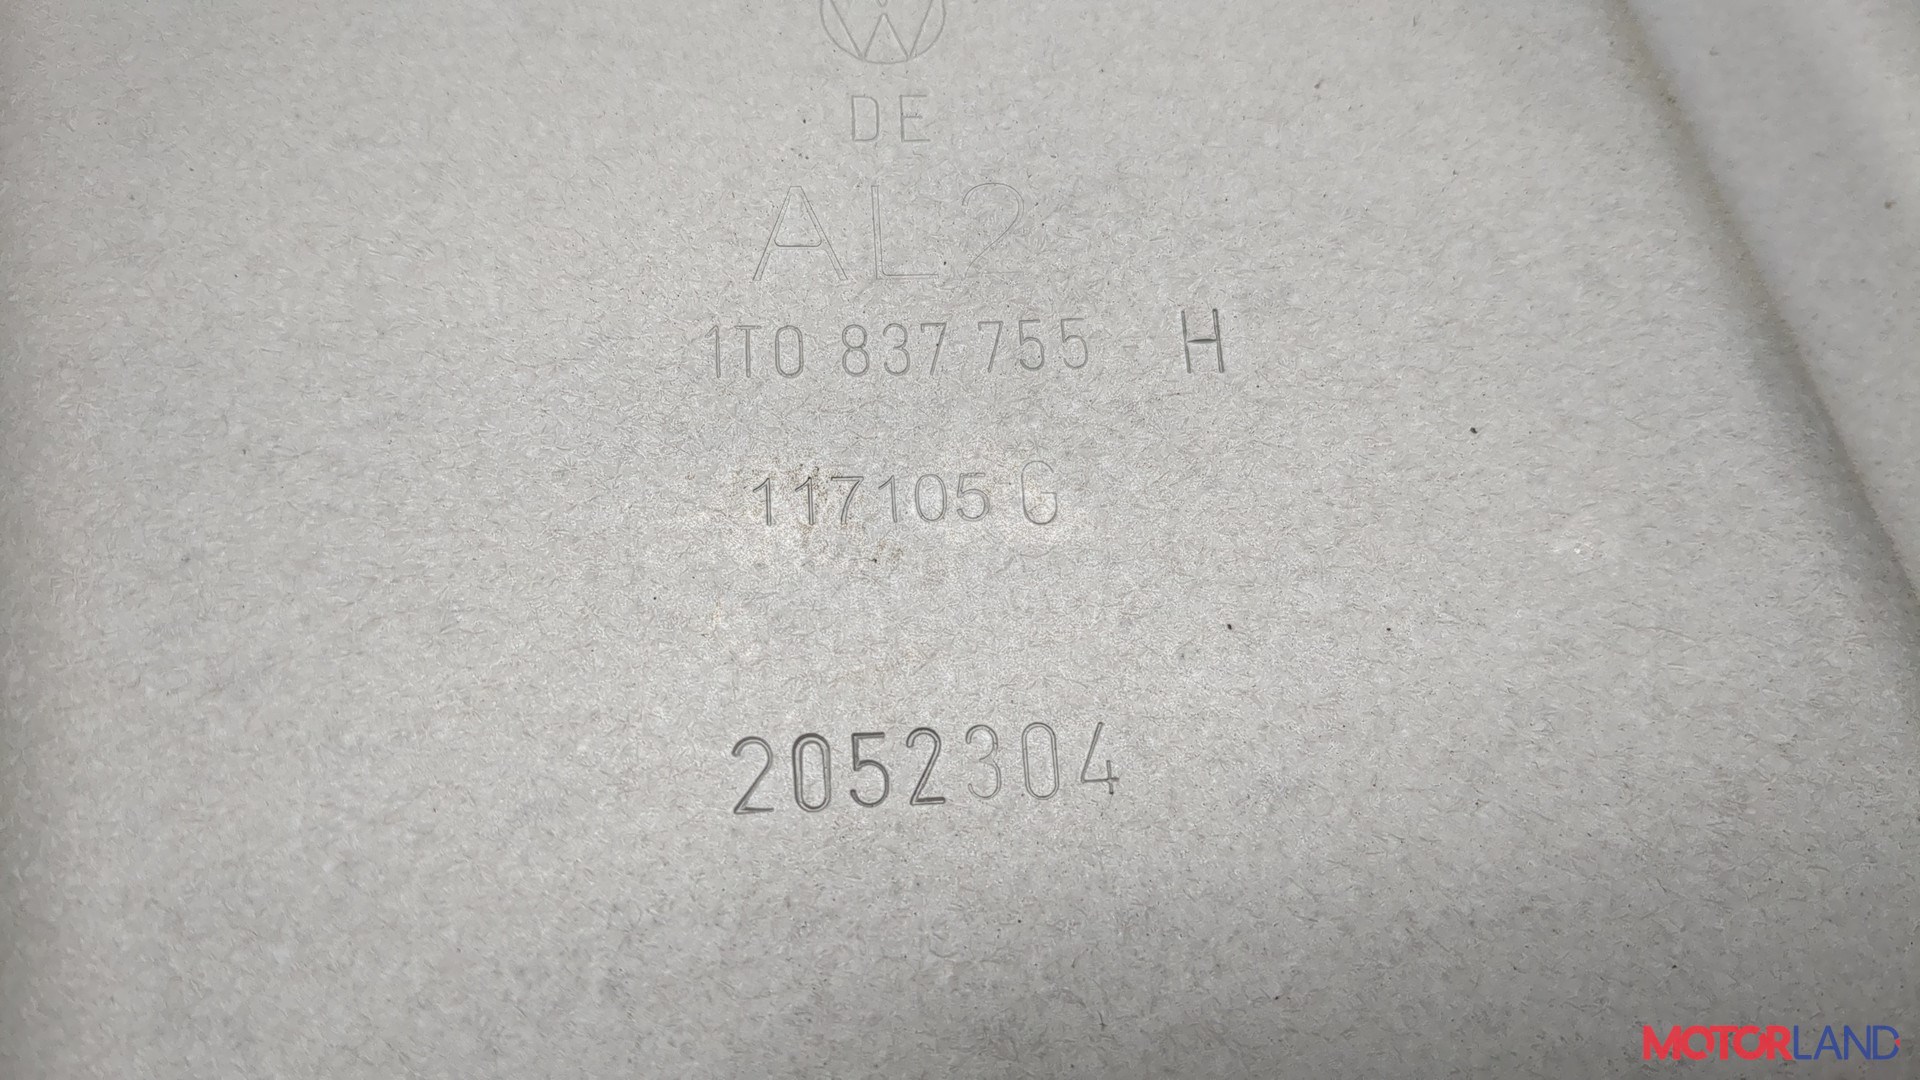 DE
AL2
1T0 837 755 H
117105 G
2052304
MOTORLAND